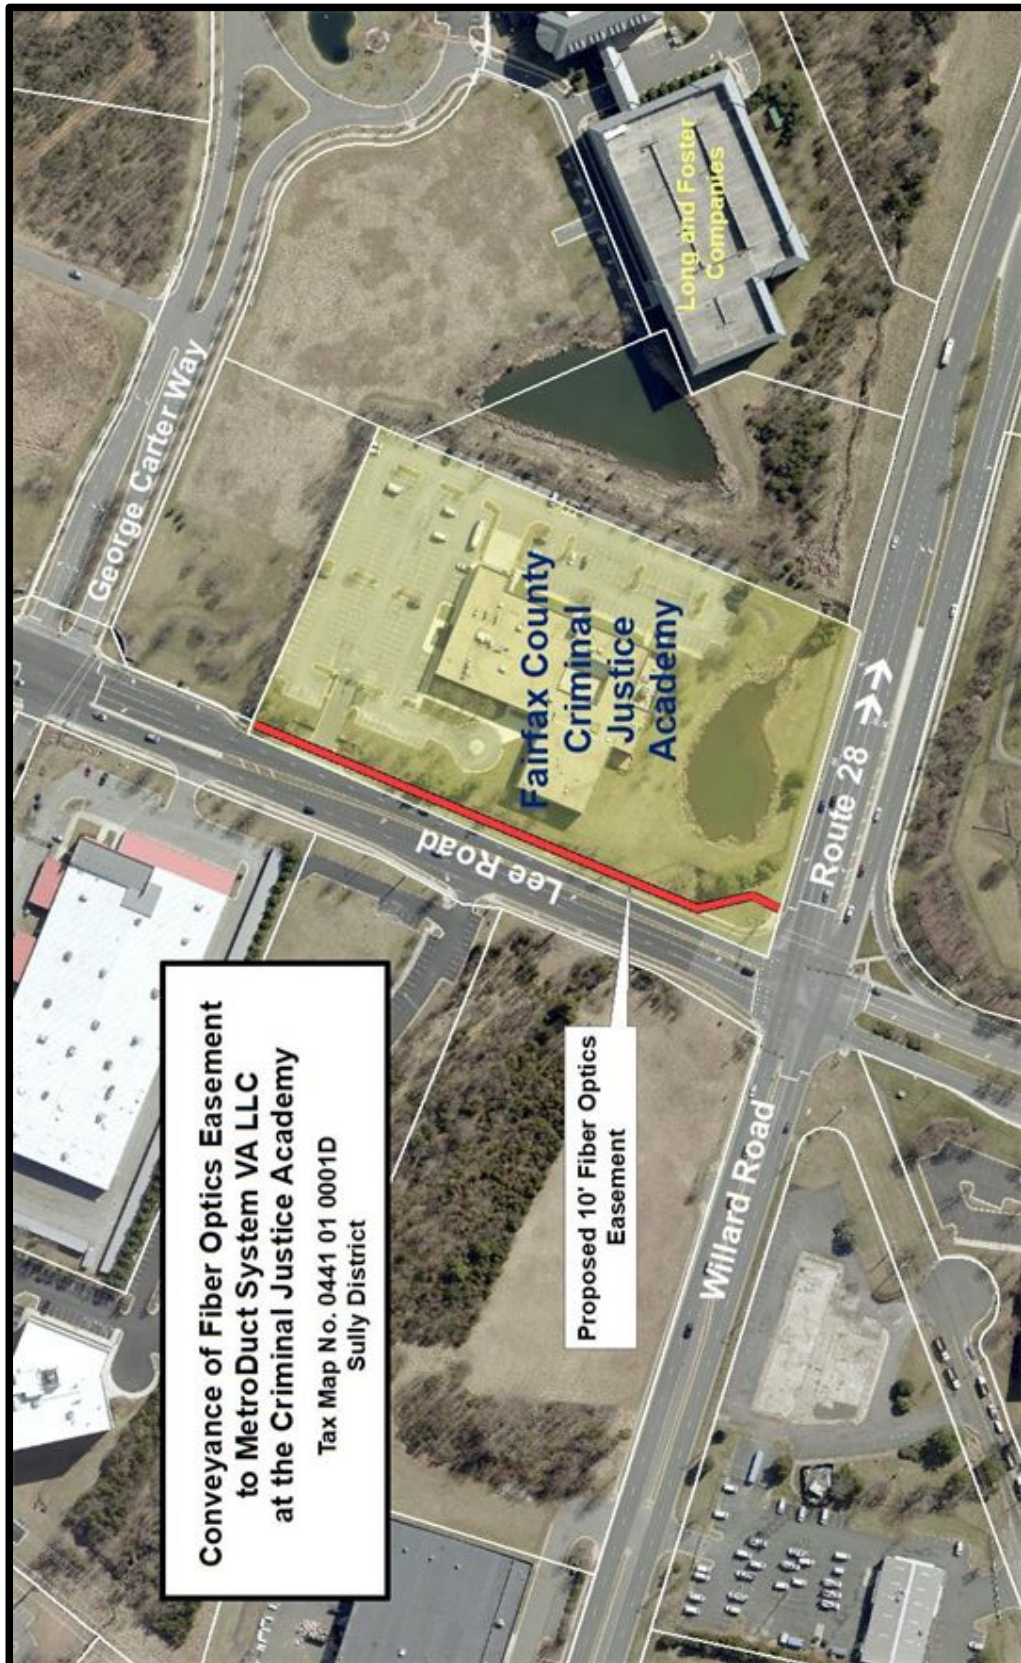 Conveyance of Fiber Optics Easement
to MetroDuct System VA LLC
at the Criminal Justice Academy
Tax Map No. 0441 01 0001D
Sully District
Proposed 10' Fiber Optics
Easement
Willard Road
Lee Road
Fairfax County
Criminal
Justice
Academy
Route 28
George Carter Way
Long and Foster
Companies